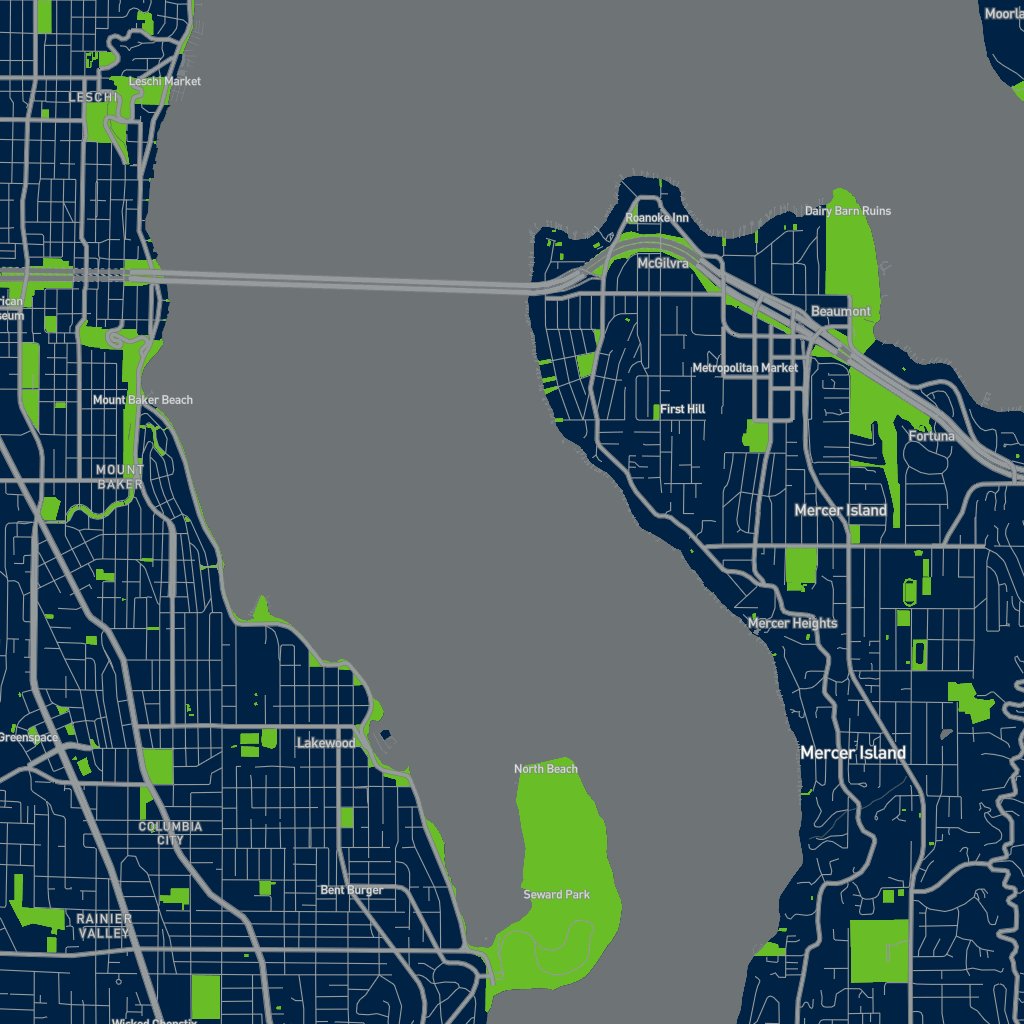 Moorla
Leschi Market
LESCHI
Dairy Barn Ruins
Roanoke Inn
McGilvra
rican
seum
Beaumont
Metropolitan Market
Mount Baker Beach
First Hill
Fortuna
MOUNT
BAKER
Mercer Island
Mercer Heights
Greenspace
Lakewood
Mercer Island
North Beach
COLUMBIA
CITY
Bent Burger
Seward Park
RAINIER
VALLEY
Wicked Chopstix